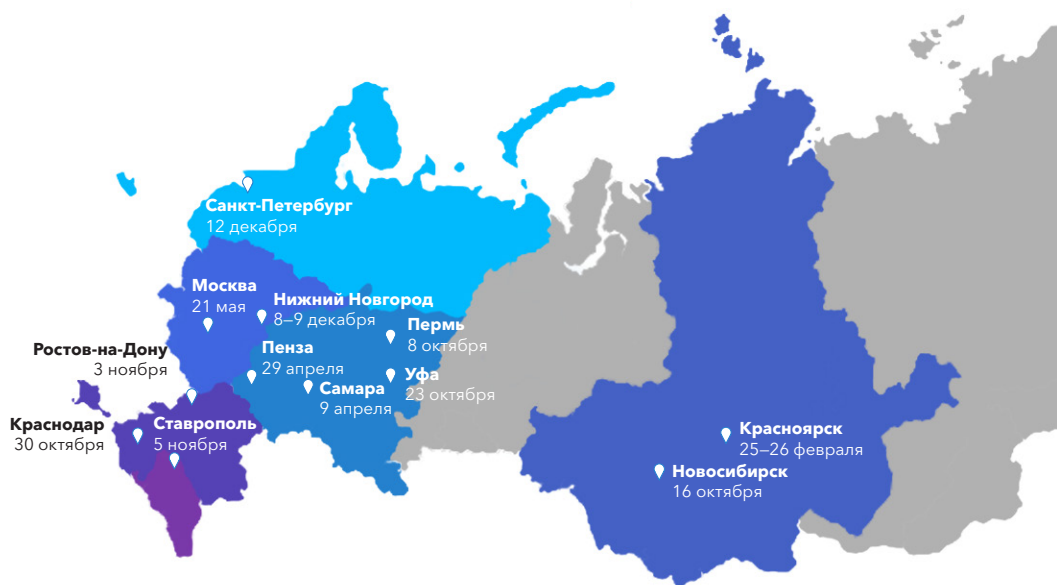 Санкт-Петербург
12 декабря
Москва
21 мая
Нижний Новгород
8–9 декабря
Пермь
8 октября
Ростов-на-Дону
3 ноября
Пенза
29 апреля
Самара
9 апреля
Уфа
23 октября
Краснодар
30 октября
Ставрополь
5 ноября
Красноярск
25–26 февраля
Новосибирск
16 октября